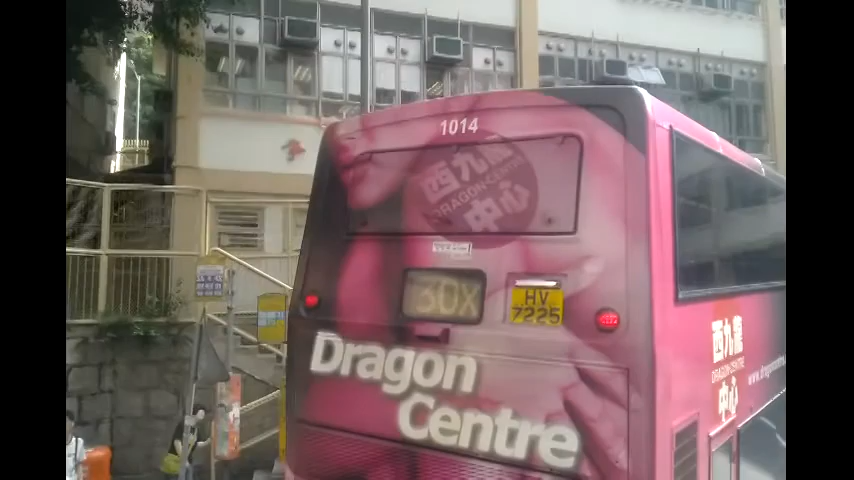 1014
西九龍
DRAGON CENTRE
中心
30X
HV
7225
Dragon
Centre
西九龍
DRAGON CENTRE
中心
www.dragoncentre.